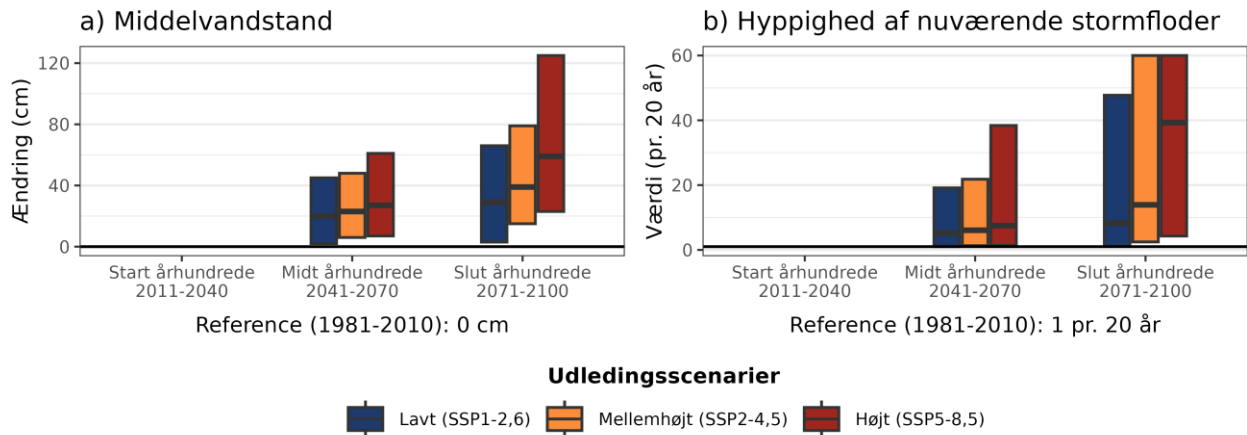 a) Middelvandstand
b) Hyppighed af nuværende stormfloder
Ændring (cm)
120
80
40
0
Start århundrede
2011-2040
Midt århundrede
2041-2070
Slut århundrede
2071-2100
Reference (1981-2010): 0 cm
Værdi (pr. 20 år)
60
40
20
0
Start århundrede
2011-2040
Midt århundrede
2041-2070
Slut århundrede
2071-2100
Reference (1981-2010): 1 pr. 20 år
Udledingsscenarier
Lavt (SSP1-2,6)
Mellemhøjt (SSP2-4,5)
Højt (SSP5-8,5)